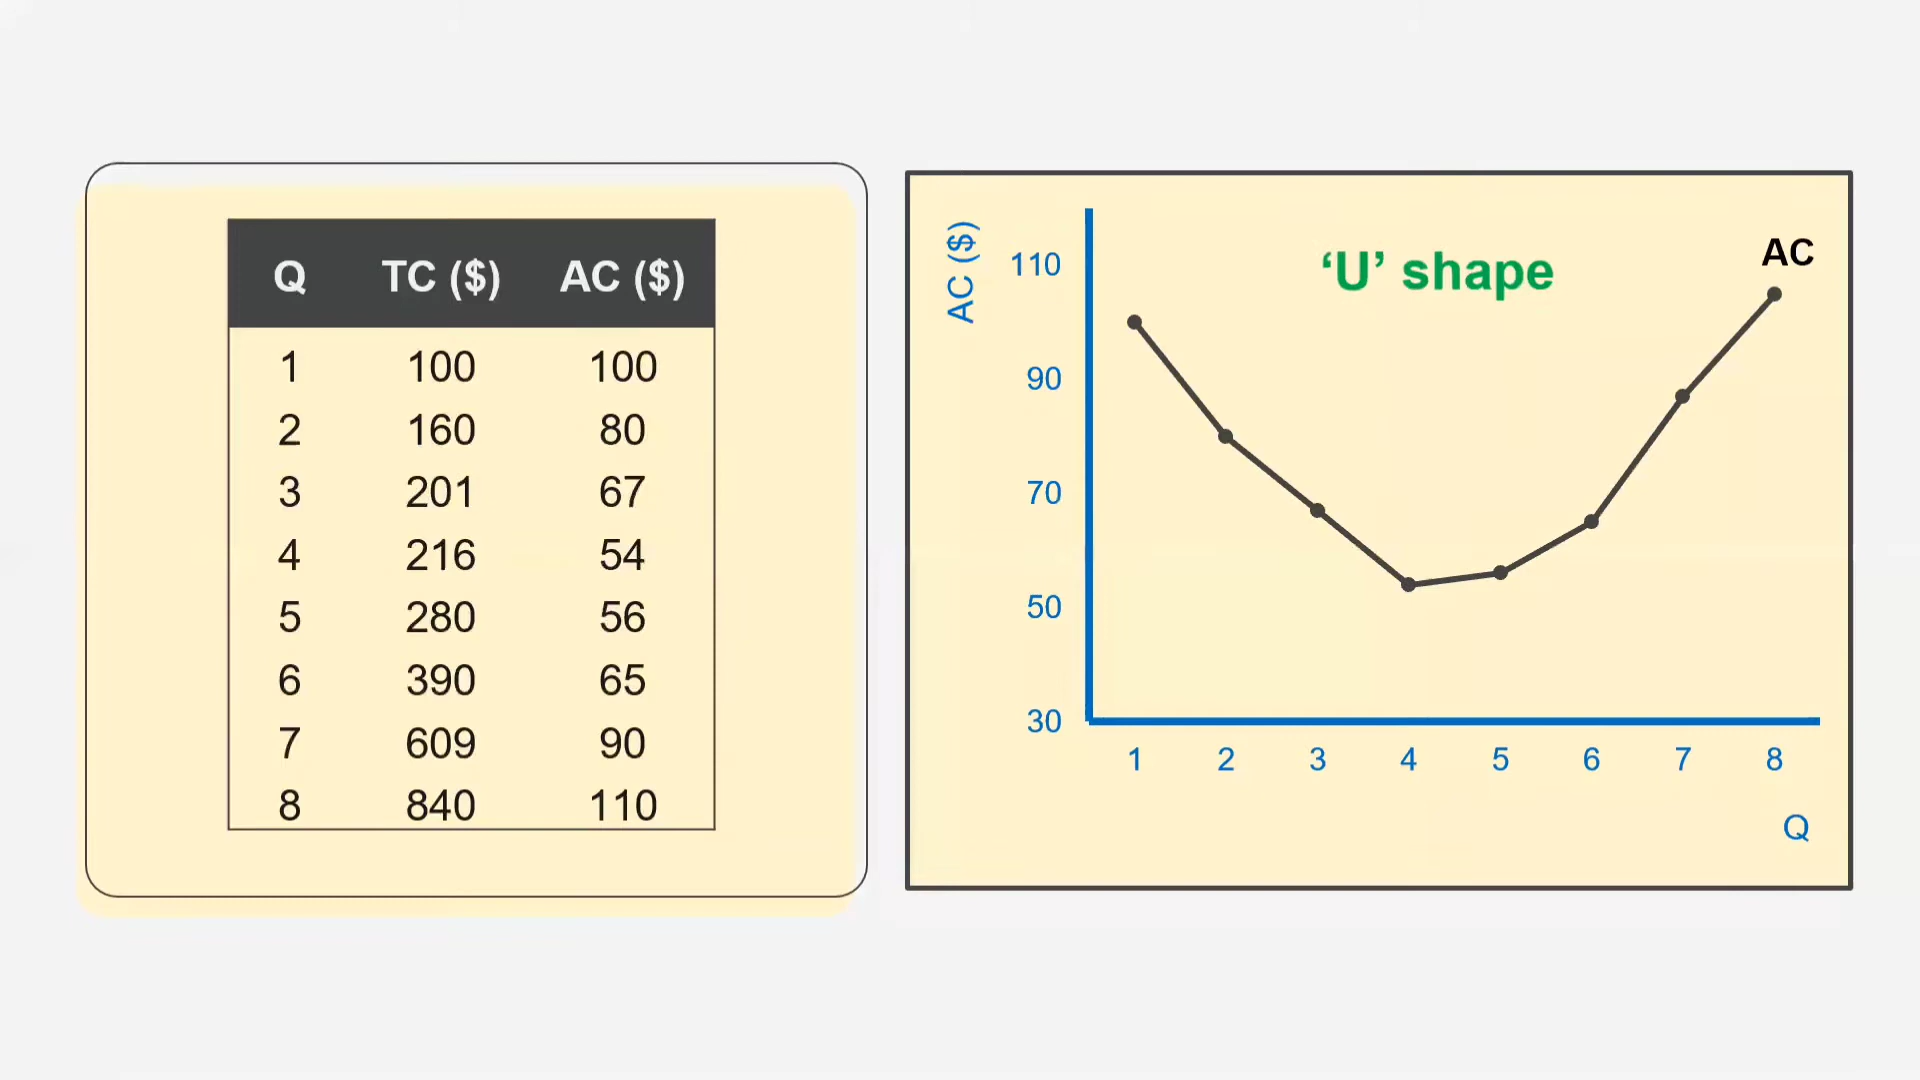 Q TC ($) AC ($)
1 100 100
2 160 80
3 201 67
4 216 54
5 280 56
6 390 65
7 609 90
8 840 110
AC ($)
‘U’ shape
AC
110
90
70
50
30
1 2 3 4 5 6 7 8
Q